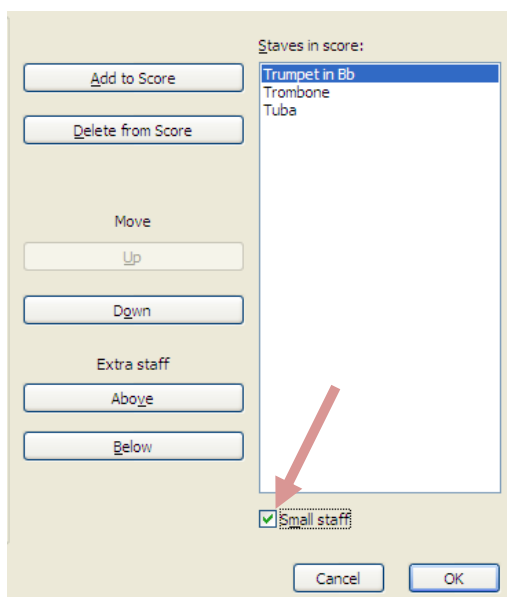 Staves in score:
Add to Score
Delete from Score
Trumpet in Bb
Trombone
Tuba
Move
Up
Down
Extra staff
Above
Below
Small staff
Cancel
OK